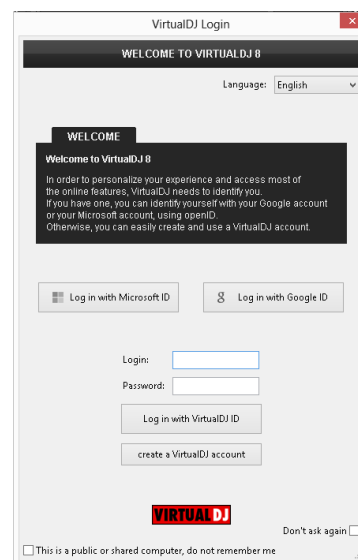 VirtualDJ Login
WELCOME TO VIRTUALDJ 8
Language: English
WELCOME
Welcome to VirtualDJ 8
In order to personalize your experience and access most of
the online features, VirtualDJ needs to identify you.
If you have one, you can identify yourself with your Google account
or your Microsoft account, using openID.
Otherwise, you can easily create and use a VirtualDJ account.
Log in with Microsoft ID
g Log in with Google ID
Login:
Password:
Log in with VirtualDJ ID
create a VirtualDJ account
VIRTUAL DJ
Don't ask again
This is a public or shared computer, do not remember me